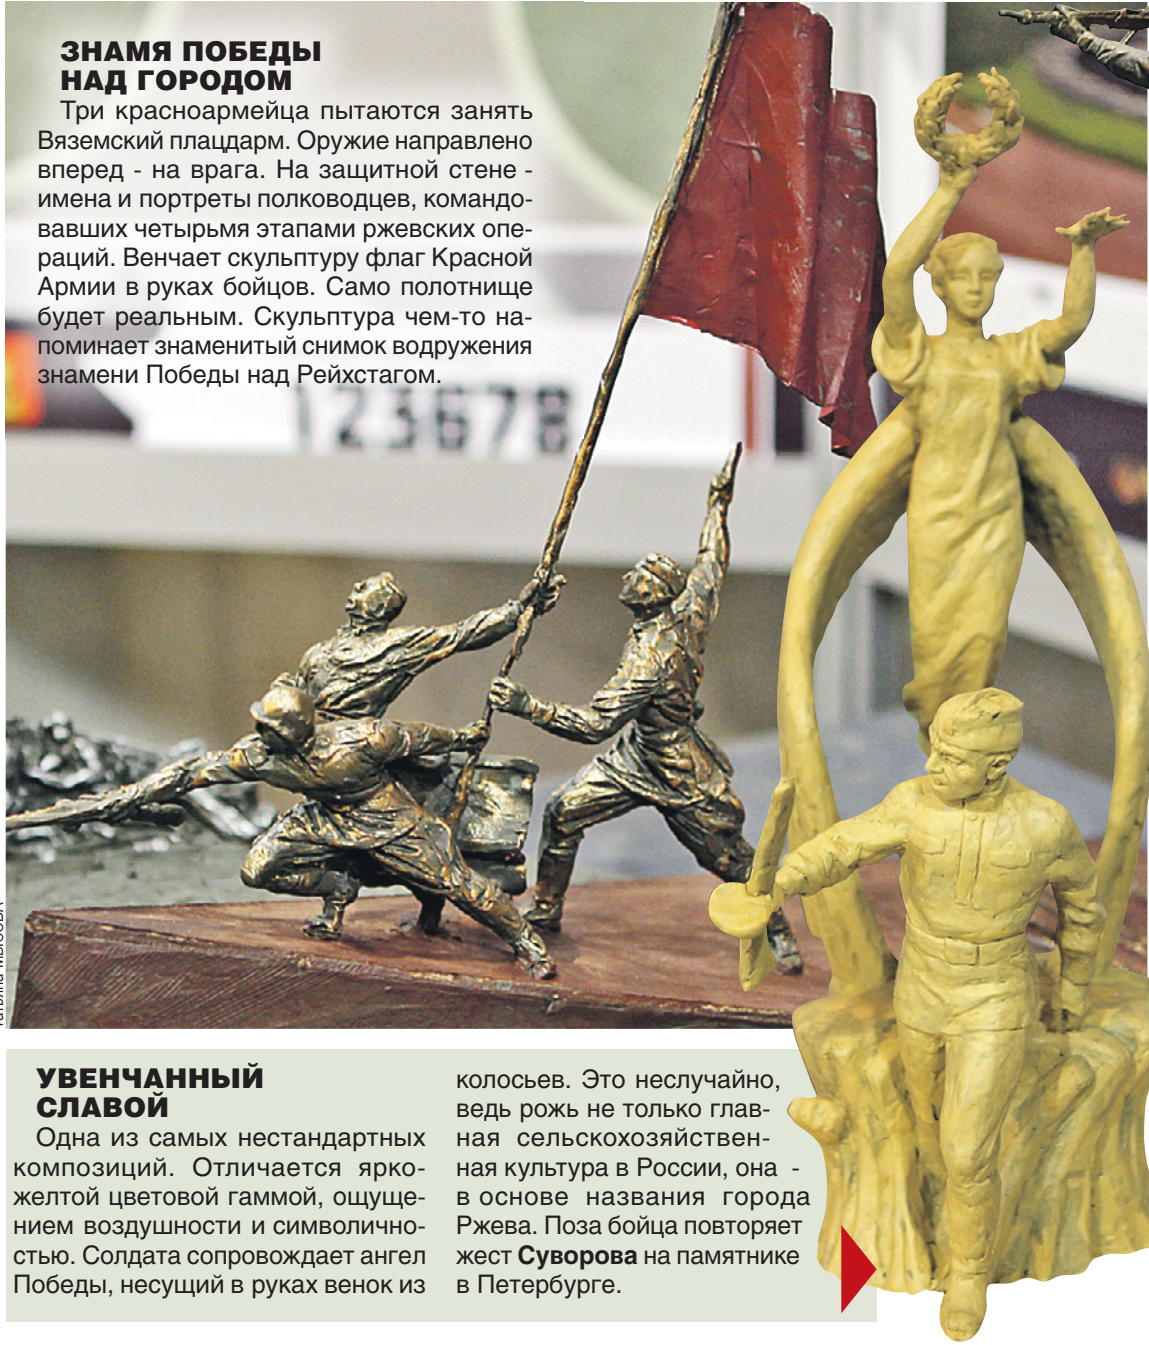 ЗНАМЯ ПОБЕДЫ
НАД ГОРОДОМ
Три красноармейца пытаются занять
Вяземский плацдарм. Оружие направлено
вперед - на врага. На защитной стене -
имена и портреты полководцев, командо-
вавших четырьмя этапами ржевских опе-
раций. Венчает скульптуру флаг Красной
Армии в руках бойцов. Само полотнище
будет реальным. Скульптура чем-то на-
поминает знаменитый снимок водружения
знамени Победы над Рейхстагом.
123678
УВЕНЧАННЫЙ
СЛАВОЙ
Одна из самых нестандартных
композиций. Отличается ярко-
желтой цветовой гаммой, ощуще-
нием воздушности и символично-
стью. Солдата сопровождает ангел
Победы, несущий в руках венок из
колосьев. Это неслучайно,
ведь рожь не только глав-
ная сельскохозяйствен-
ная культура в России, она -
в основе названия города
Ржева. Поза бойца повторяет
жест Суворова на памятнике
в Петербурге.